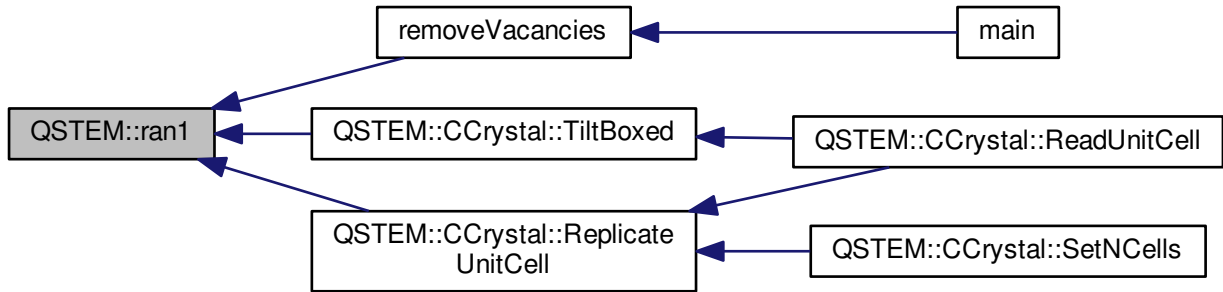 removeVacancies
main
QSTEM::ran1
QSTEM::CCrystal::TiltBoxed
QSTEM::CCrystal::ReadUnitCell
QSTEM::CCrystal::Replicate
UnitCell
QSTEM::CCrystal::SetNCells